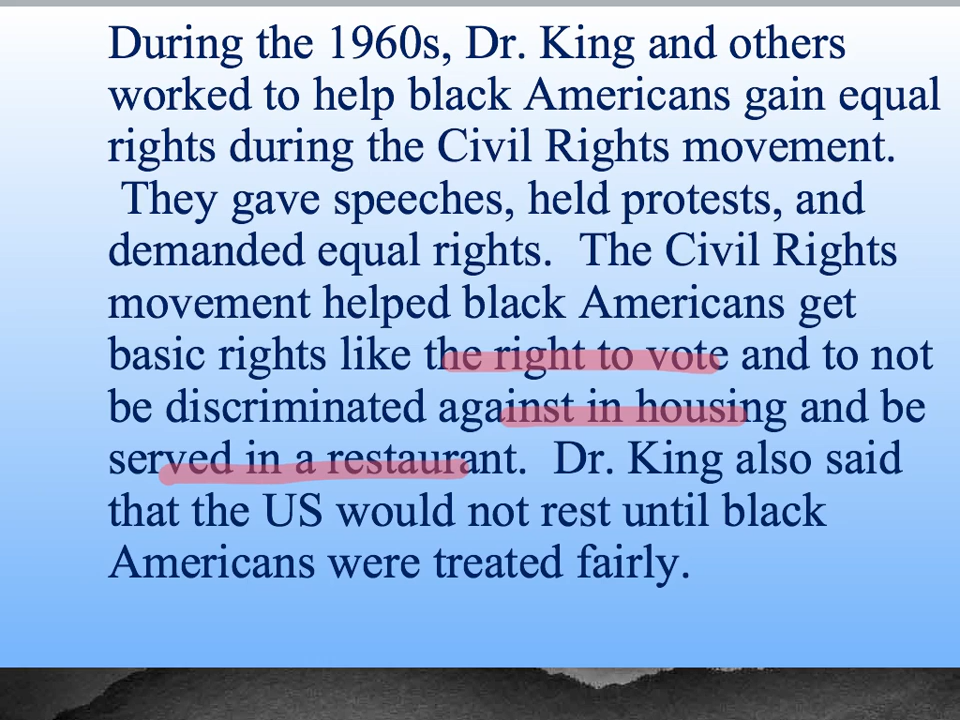 During the 1960s, Dr. King and others
worked to help black Americans gain equal
rights during the Civil Rights movement.
They gave speeches, held protests, and
demanded equal rights.  The Civil Rights
movement helped black Americans get
basic rights like the right to vote and to not
be discriminated against in housing and be
served in a restaurant.  Dr. King also said
that the US would not rest until black
Americans were treated fairly.